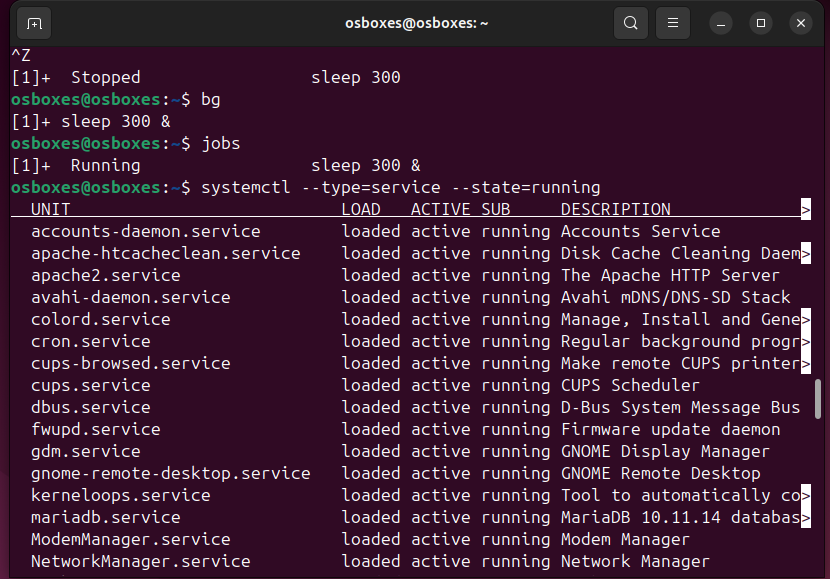 osboxes@osboxes: ~
^Z
[1]+  Stopped                 sleep 300
osboxes@osboxes:~$ bg
[1]+ sleep 300 &
osboxes@osboxes:~$ jobs
[1]+  Running                 sleep 300 &
osboxes@osboxes:~$ systemctl --type=service --state=running
  UNIT                           LOAD   ACTIVE SUB     DESCRIPTION             >
  accounts-daemon.service        loaded active running Accounts Service
  apache-htcacheclean.service    loaded active running Disk Cache Cleaning Daem>
  apache2.service                loaded active running The Apache HTTP Server
  avahi-daemon.service           loaded active running Avahi mDNS/DNS-SD Stack
  colord.service                 loaded active running Manage, Install and Gene>
  cron.service                   loaded active running Regular background progr>
  cups-browsed.service           loaded active running Make remote CUPS printer>
  cups.service                   loaded active running CUPS Scheduler
  dbus.service                   loaded active running D-Bus System Message Bus
  fwupd.service                  loaded active running Firmware update daemon
  gdm.service                    loaded active running GNOME Display Manager
  gnome-remote-desktop.service   loaded active running GNOME Remote Desktop
  kerneloops.service             loaded active running Tool to automatically co>
  mariadb.service                loaded active running MariaDB 10.11.14 databas>
  ModemManager.service           loaded active running Modem Manager
  NetworkManager.service         loaded active running Network Manager